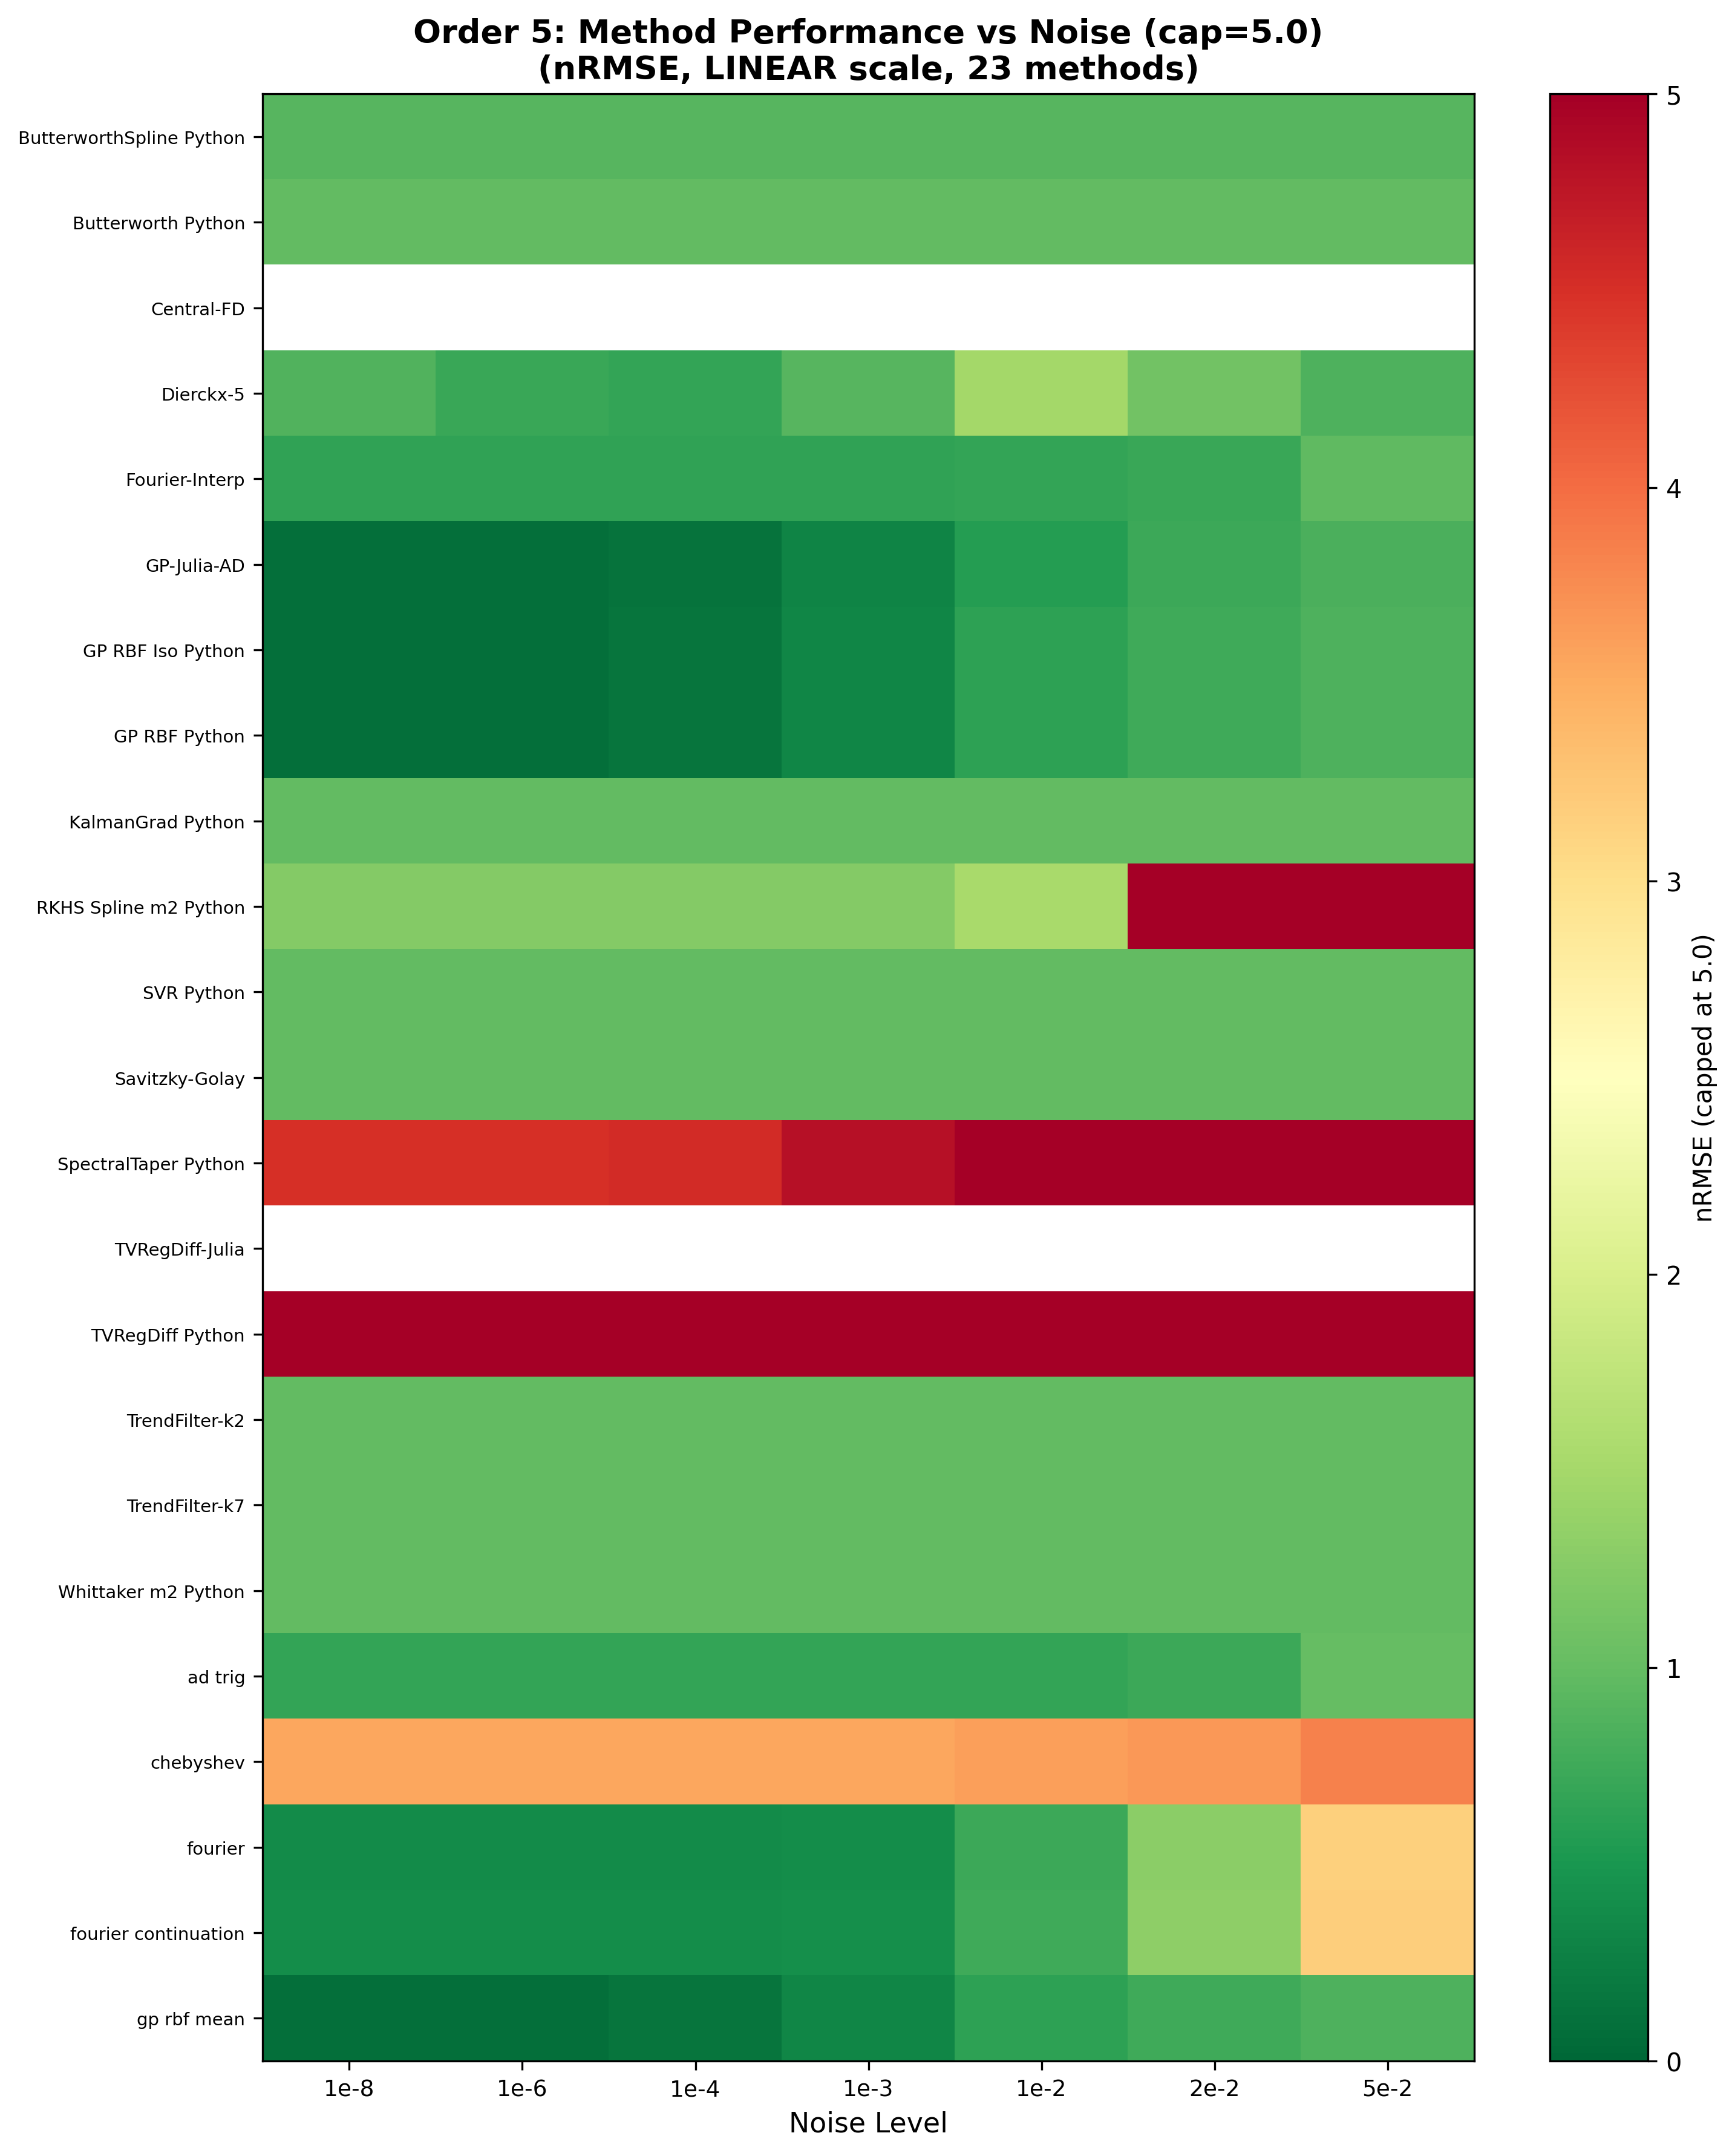 Order 5: Method Performance vs Noise (cap=5.0)
(nRMSE, LINEAR scale, 23 methods)
ButterworthSpline Python
Butterworth Python
Central-FD
Dierckx-5
Fourier-Interp
GP-Julia-AD
GP RBF Iso Python
GP RBF Python
KalmanGrad Python
RKHS Spline m2 Python
SVR Python
Savitzky-Golay
SpectralTaper Python
TVRegDiff-Julia
TVRegDiff Python
TrendFilter-k2
TrendFilter-k7
Whittaker m2 Python
ad trig
chebyshev
fourier
fourier continuation
gp rbf mean
1e-8
1e-6
1e-4
1e-3
1e-2
2e-2
5e-2
Noise Level
5
4
3
2
1
0
nRMSE (capped at 5.0)